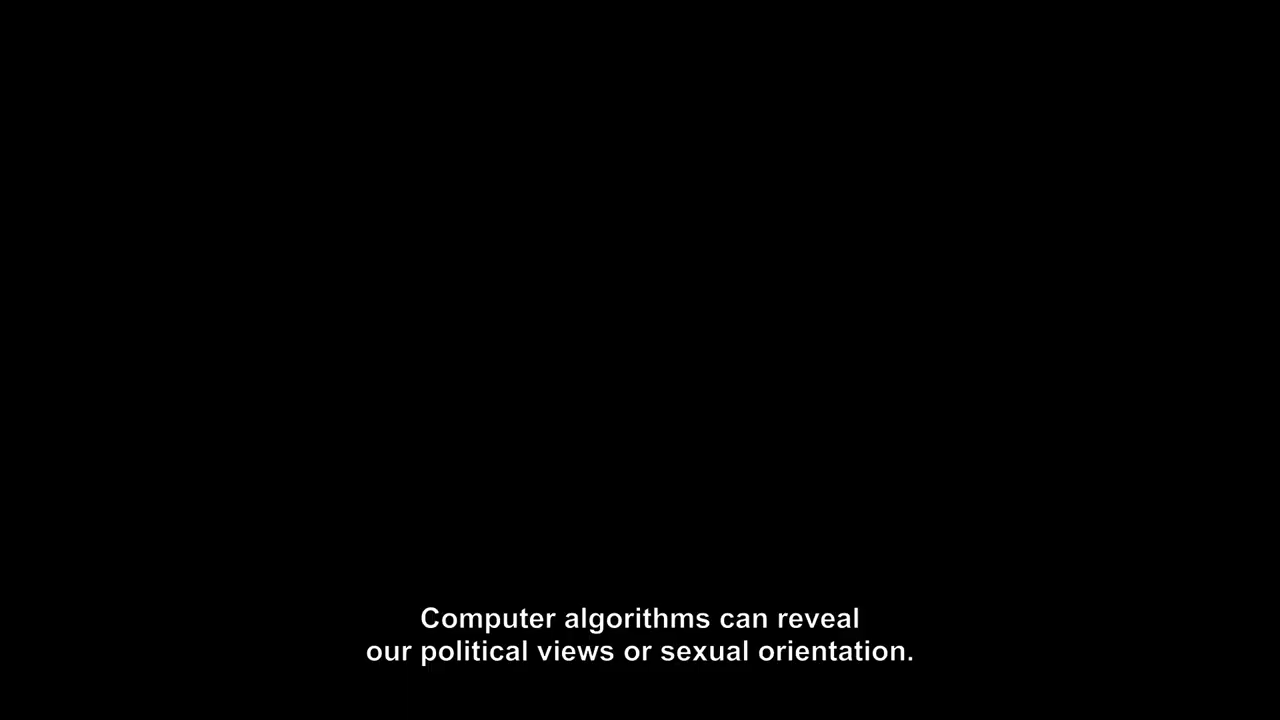 Computer algorithms can reveal
our political views or sexual orientation.